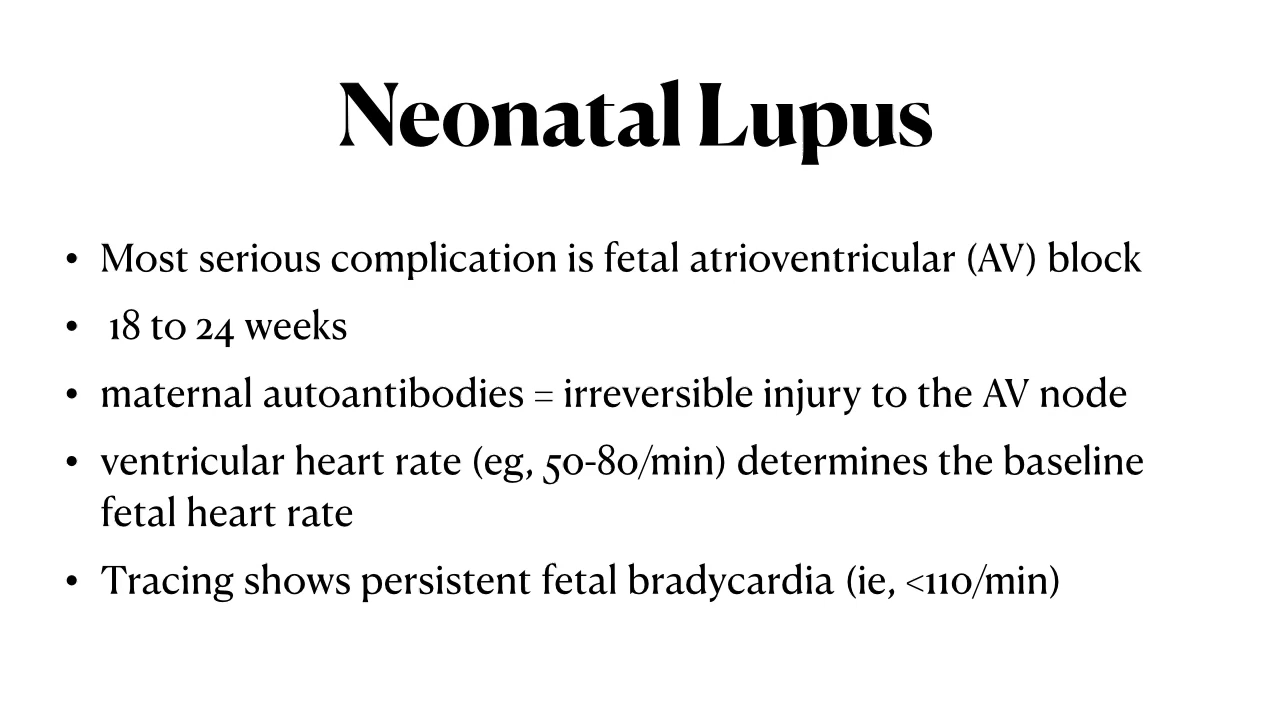 Neonatal Lupus
• Most serious complication is fetal atrioventricular (AV) block
• 18 to 24 weeks
• maternal autoantibodies = irreversible injury to the AV node
• ventricular heart rate (eg, 50-80/min) determines the baseline
fetal heart rate
• Tracing shows persistent fetal bradycardia (ie, <110/min)